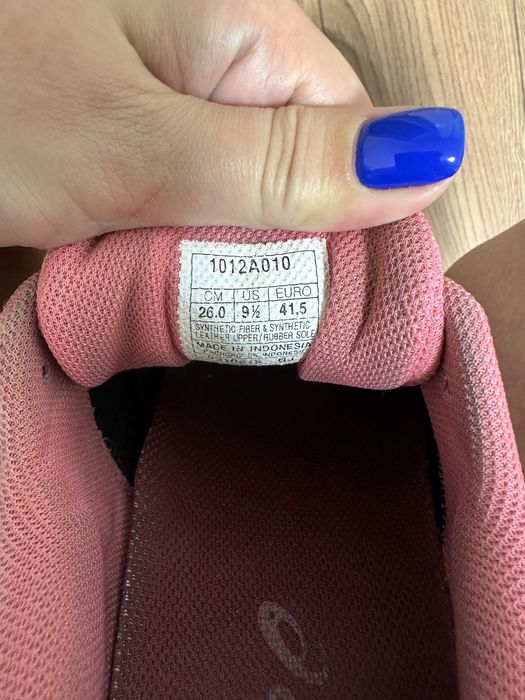 1012A010
CM US EURO
26.0 9½ 41.5
SYNTHETIC FIBER & SYNTHETIC
LEATHER UPPER/RUBBER SOLE
MADE IN INDONESIA